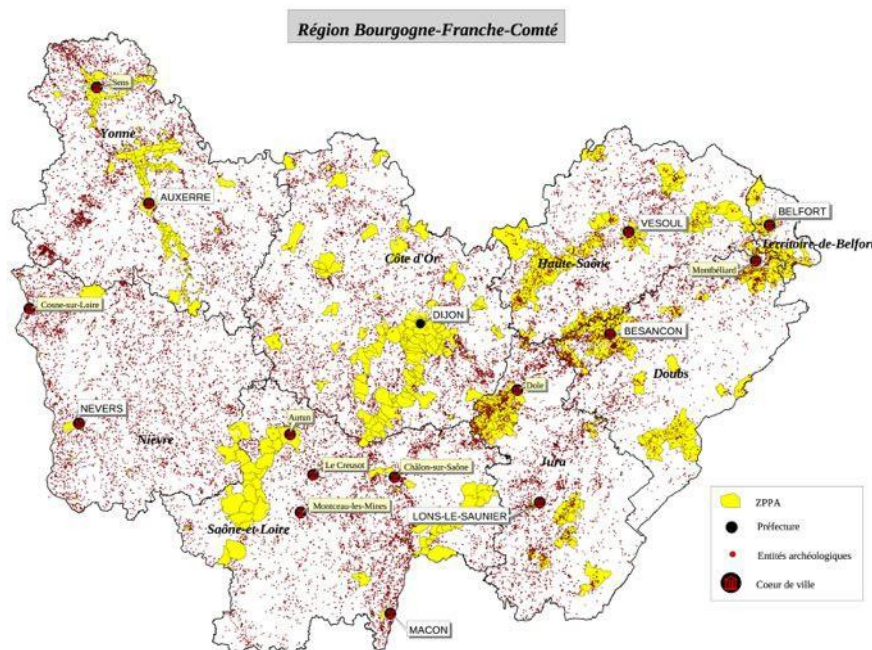 Région Bourgogne-Franche-Comté
Sens
Yonne
AUXERRE
Côte d'Or
VESOUL
BELFORT
Territoire-de-Belfort
Haute-Saône
Montbéliard
Cosne-sur-Loire
DIJON
BESANCON
Doubs
Dole
NEVERS
Autun
Nièvre
Le Creusot
Châlon-sur-Saône
Jura
Montceau-les-Mines
LONS-LE-SAUNIER
Saône-et-Loire
MACON
ZPPA
Préfecture
Entités archéologiques
Coeur de ville